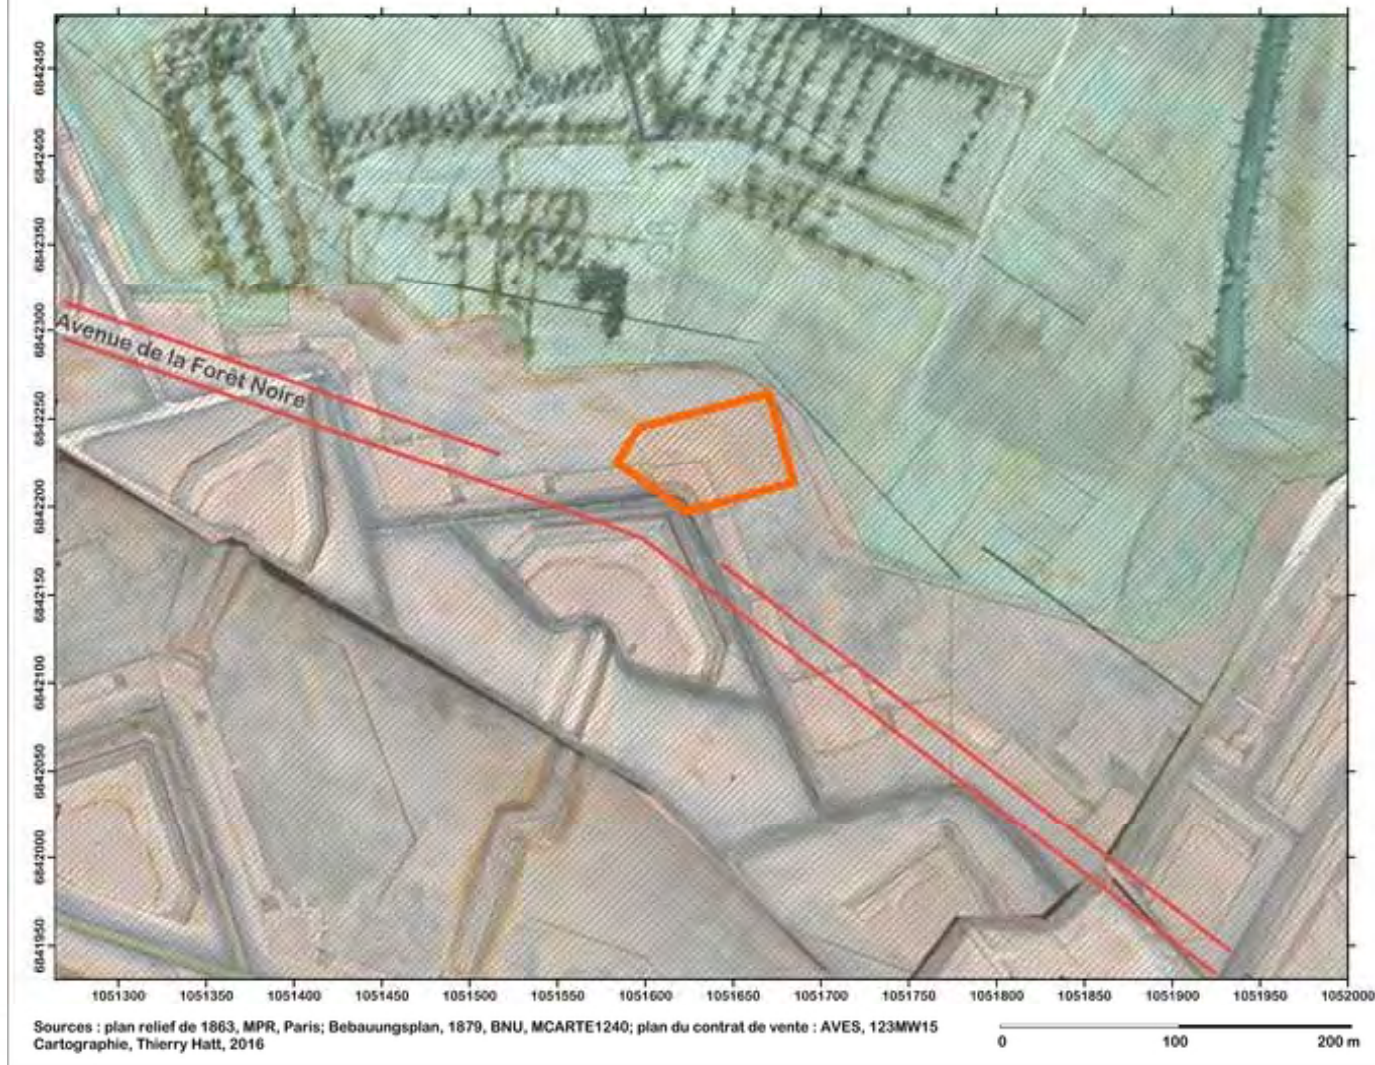 6842450
6842400
6842350
6842300
6842250
6842200
6842150
6842100
6842050
6842000
6841950
Avenue de la Forêt Noire
1051300 1051350 1051400 1051450 1051500 1051550 1051600 1051650 1051700 1051750 1051800 1051850 1051900 1051950 1052000
Sources : plan relief de 1863, MPR, Paris; Bebauungsplan, 1879, BNU, MCARTE1240; plan du contrat de vente : AVES, 123MW15
Cartographie, Thierry Hatt, 2016
0 100 200 m